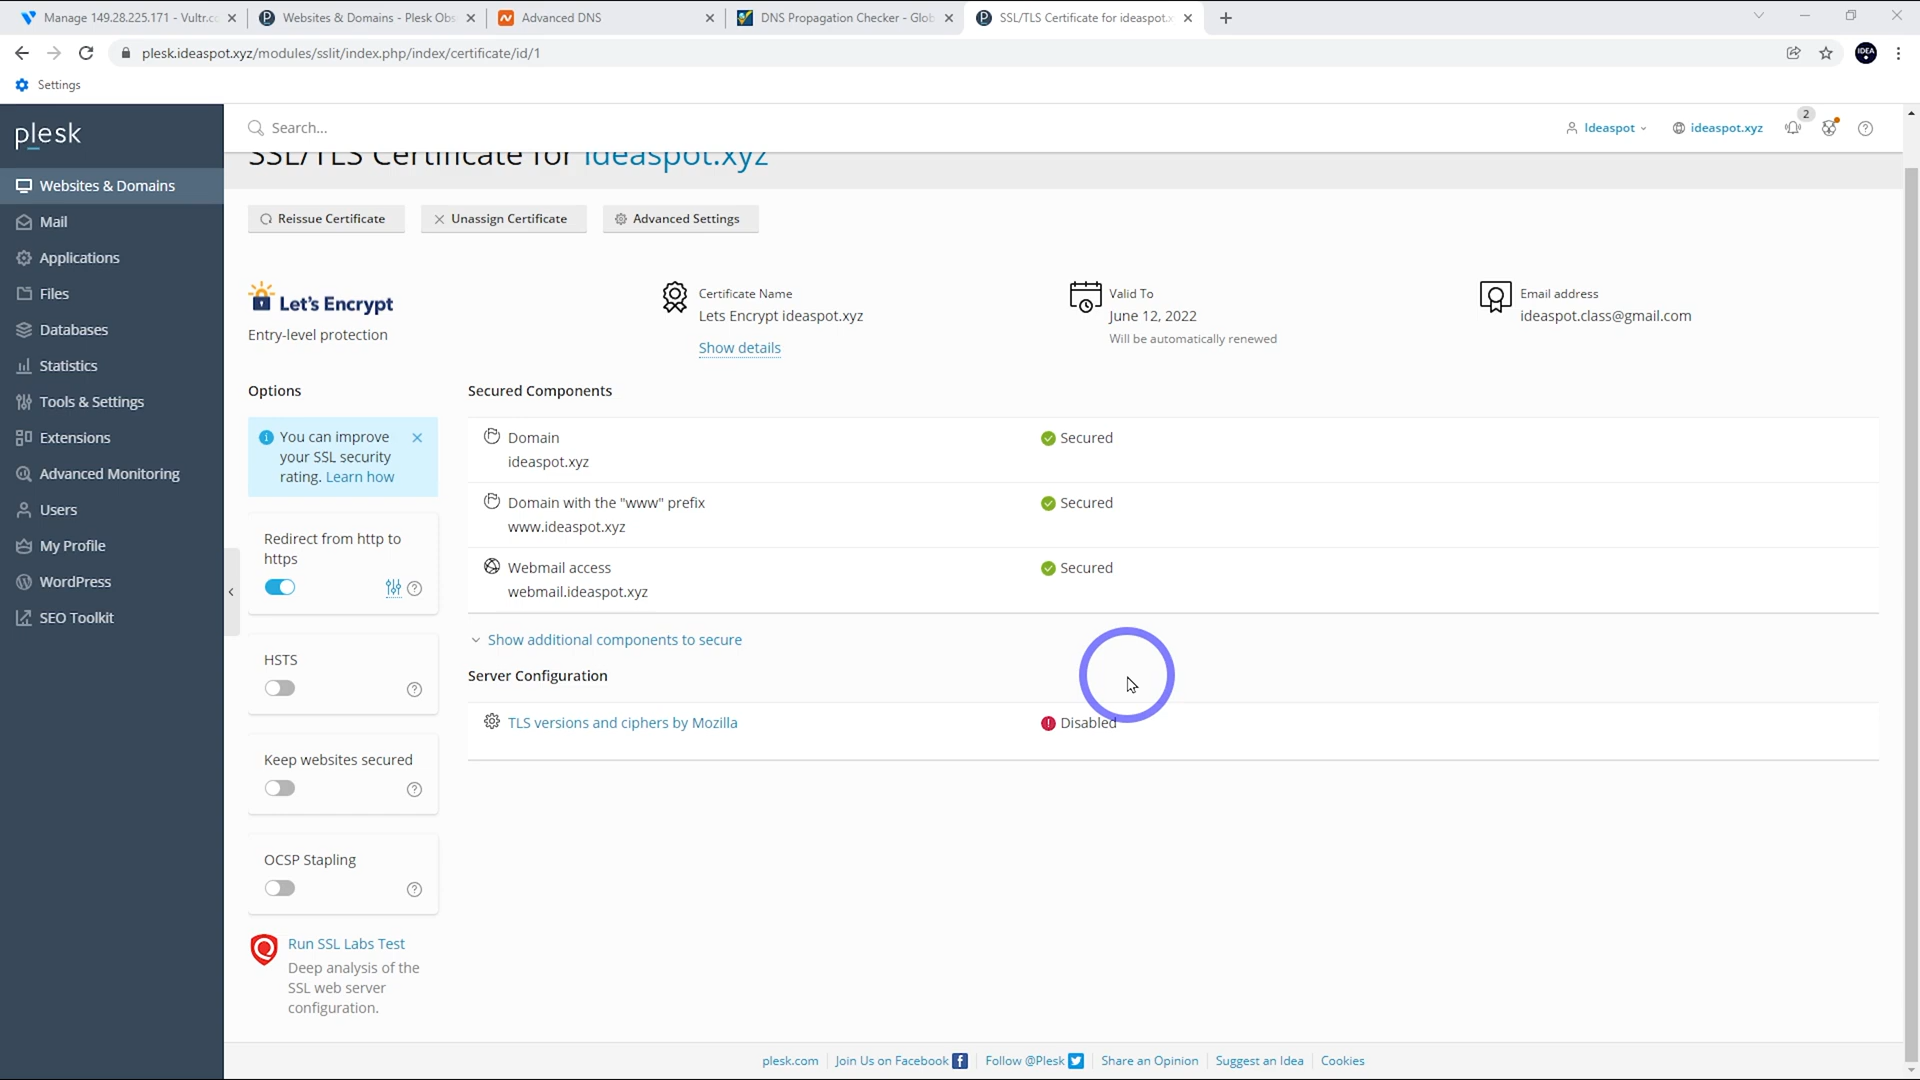 Manage 149.28.225.171 - Vultr.c
Websites & Domains - Plesk Obs
Advanced DNS
DNS Propagation Checker - Glob
SSL/TLS Certificate for ideaspot.x
plesk.ideaspot.xyz/modules/sslit/index.php/index/certificate/id/1
IDEA
Settings
plesk
Search...
Ideaspot
ideaspot.xyz
2
Websites & Domains
Mail
Applications
Files
Databases
Statistics
Tools & Settings
Extensions
Advanced Monitoring
Users
My Profile
WordPress
SEO Toolkit
SSL/TLS Certificate for ideaspot.xyz
Reissue Certificate
Unassign Certificate
Advanced Settings
Let's Encrypt
Entry-level protection
Certificate Name
Lets Encrypt ideaspot.xyz
Show details
Valid To
June 12, 2022
Will be automatically renewed
Email address
ideaspot.class@gmail.com
Options
You can improve
your SSL security
rating. Learn how
Redirect from http to
https
HSTS
Keep websites secured
OCSP Stapling
Run SSL Labs Test
Deep analysis of the
SSL web server
configuration.
Secured Components
Domain
ideaspot.xyz
Secured
Domain with the "www" prefix
www.ideaspot.xyz
Secured
Webmail access
webmail.ideaspot.xyz
Secured
Show additional components to secure
Server Configuration
TLS versions and ciphers by Mozilla
Disabled
plesk.com
Join Us on Facebook
Follow @Plesk
Share an Opinion
Suggest an Idea
Cookies